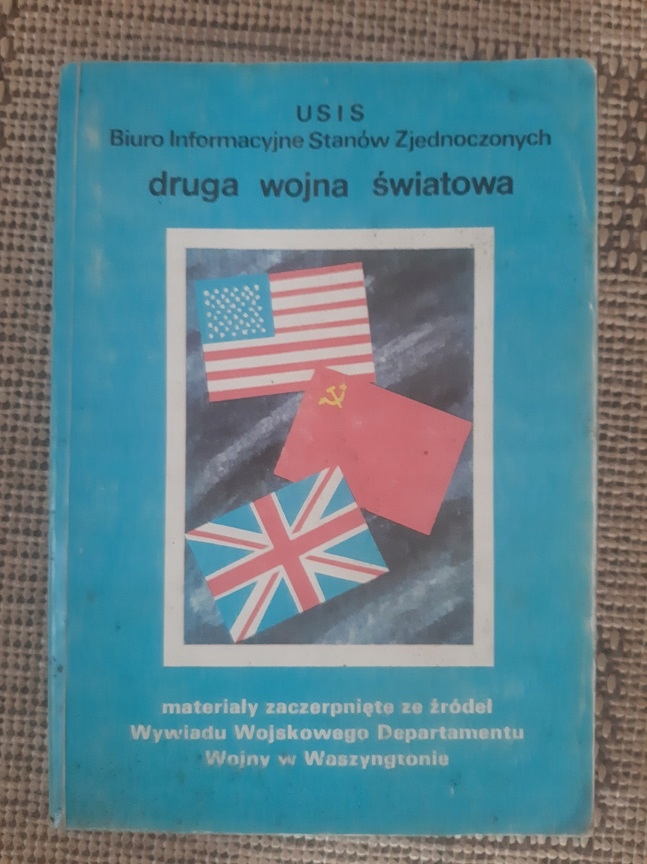 USIS
Biuro Informacyjne Stanów Zjednoczonych
druga wojna światowa
materiały zaczerpnięte ze źródeł
Wywiadu Wojskowego Departamentu
Wojny w Waszyngtonie